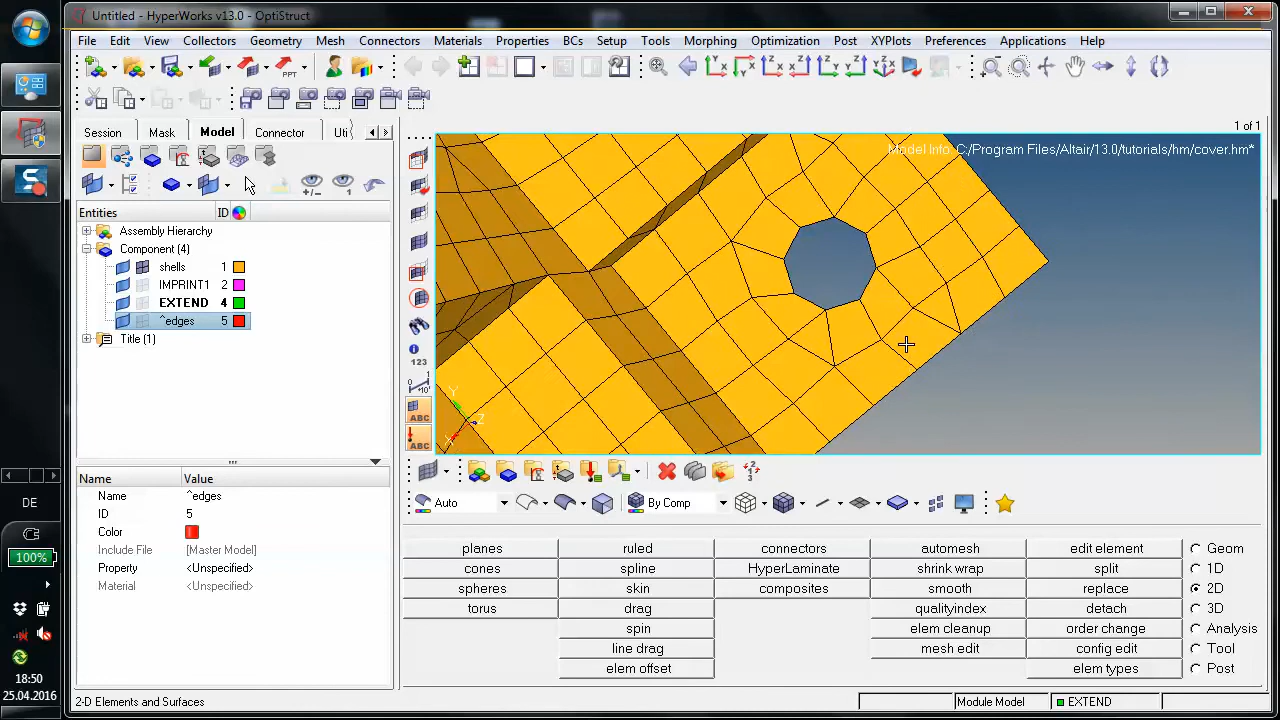 Untitled - HyperWorks v13.0 - OptiStruct
File Edit View Collectors Geometry Mesh Connectors Materials Properties BCs Setup Tools Morphing Optimization Post XYPlots Preferences Applications Help
PPT
1 of 1
Session Mask Model Connector Uti
Model Info: C:/Program Files/Altair/13.0/tutorials/hm/cover.hm*
Entities ID
Assembly Hierarchy
Component (4)
shells 1
IMPRINT1 2
EXTEND 4
^edges 5
Title (1)
123
ABC
ABC
Y
Z
X
Name Value
Name ^edges
ID 5
Color
Include File [Master Model]
Property <Unspecified>
Material <Unspecified>
Auto By Comp
planes ruled connectors automesh edit element Geom
cones spline HyperLaminate shrink wrap split 1D
spheres skin composites smooth replace 2D
torus drag qualityindex detach 3D
spin elem cleanup order change Analysis
line drag mesh edit config edit Tool
elem offset elem types Post
2-D Elements and Surfaces Module Model EXTEND
DE
100%
18:50
25.04.2016